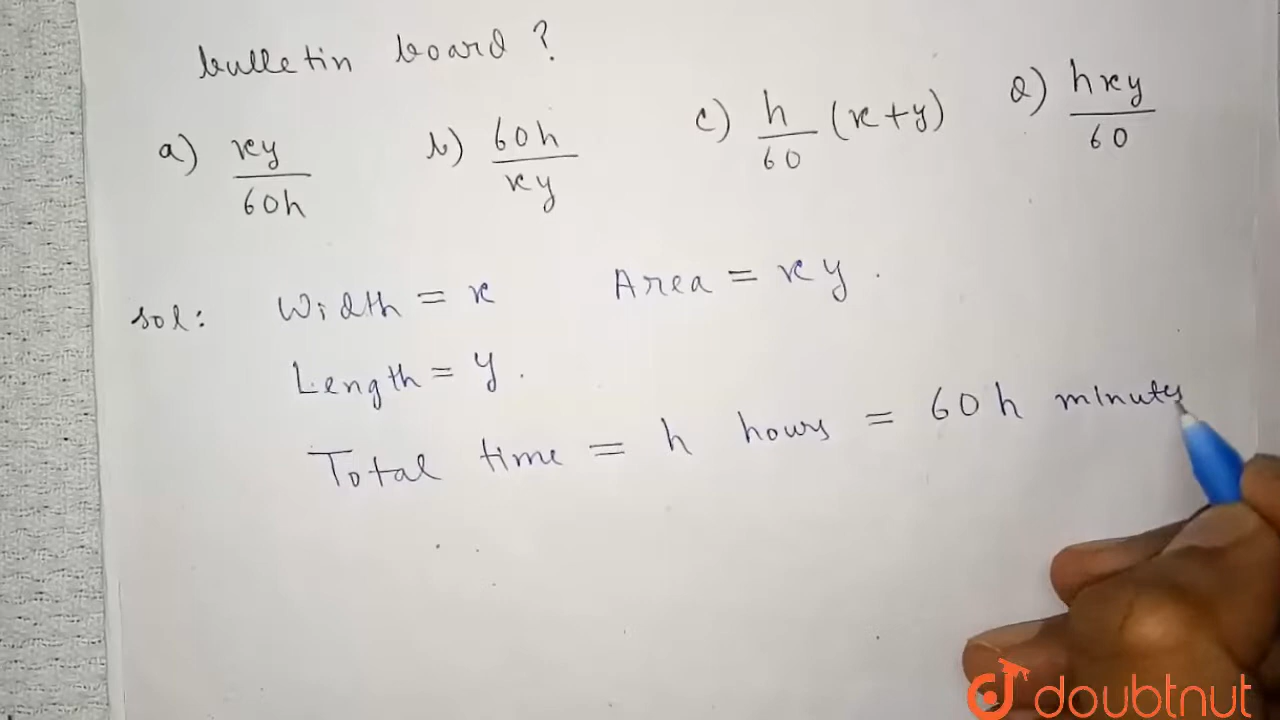 bulletin board ?
a) xy/60h b) 60h/xy c) h/60 (x+y) d) hxy/60
Sol: Width = x Area = xy.
Length = y.
Total time = h hours = 60h minutes
doubtnut